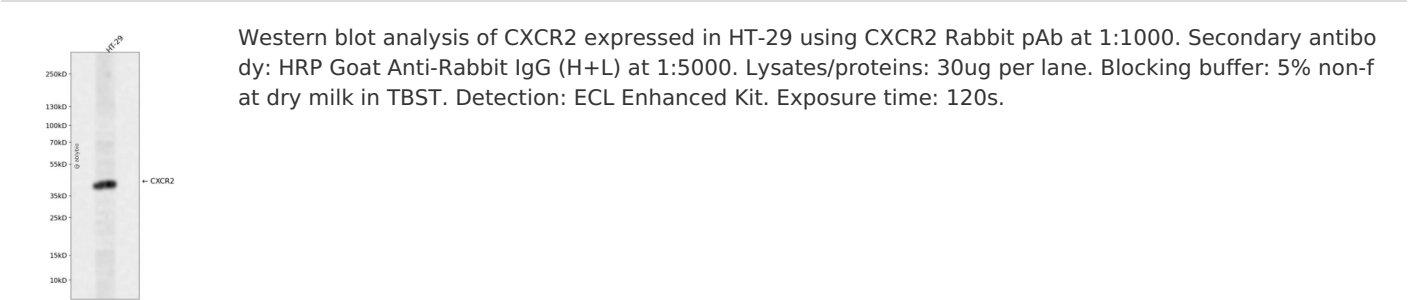 HT-29
250kD
130kD
100kD
70kD
55kD
35kD
25kD
15kD
10kD
← CXCR2
Western blot analysis of CXCR2 expressed in HT-29 using CXCR2 Rabbit pAb at 1:1000. Secondary antibo
dy: HRP Goat Anti-Rabbit IgG (H+L) at 1:5000. Lysates/proteins: 30ug per lane. Blocking buffer: 5% non-f
at dry milk in TBST. Detection: ECL Enhanced Kit. Exposure time: 120s.